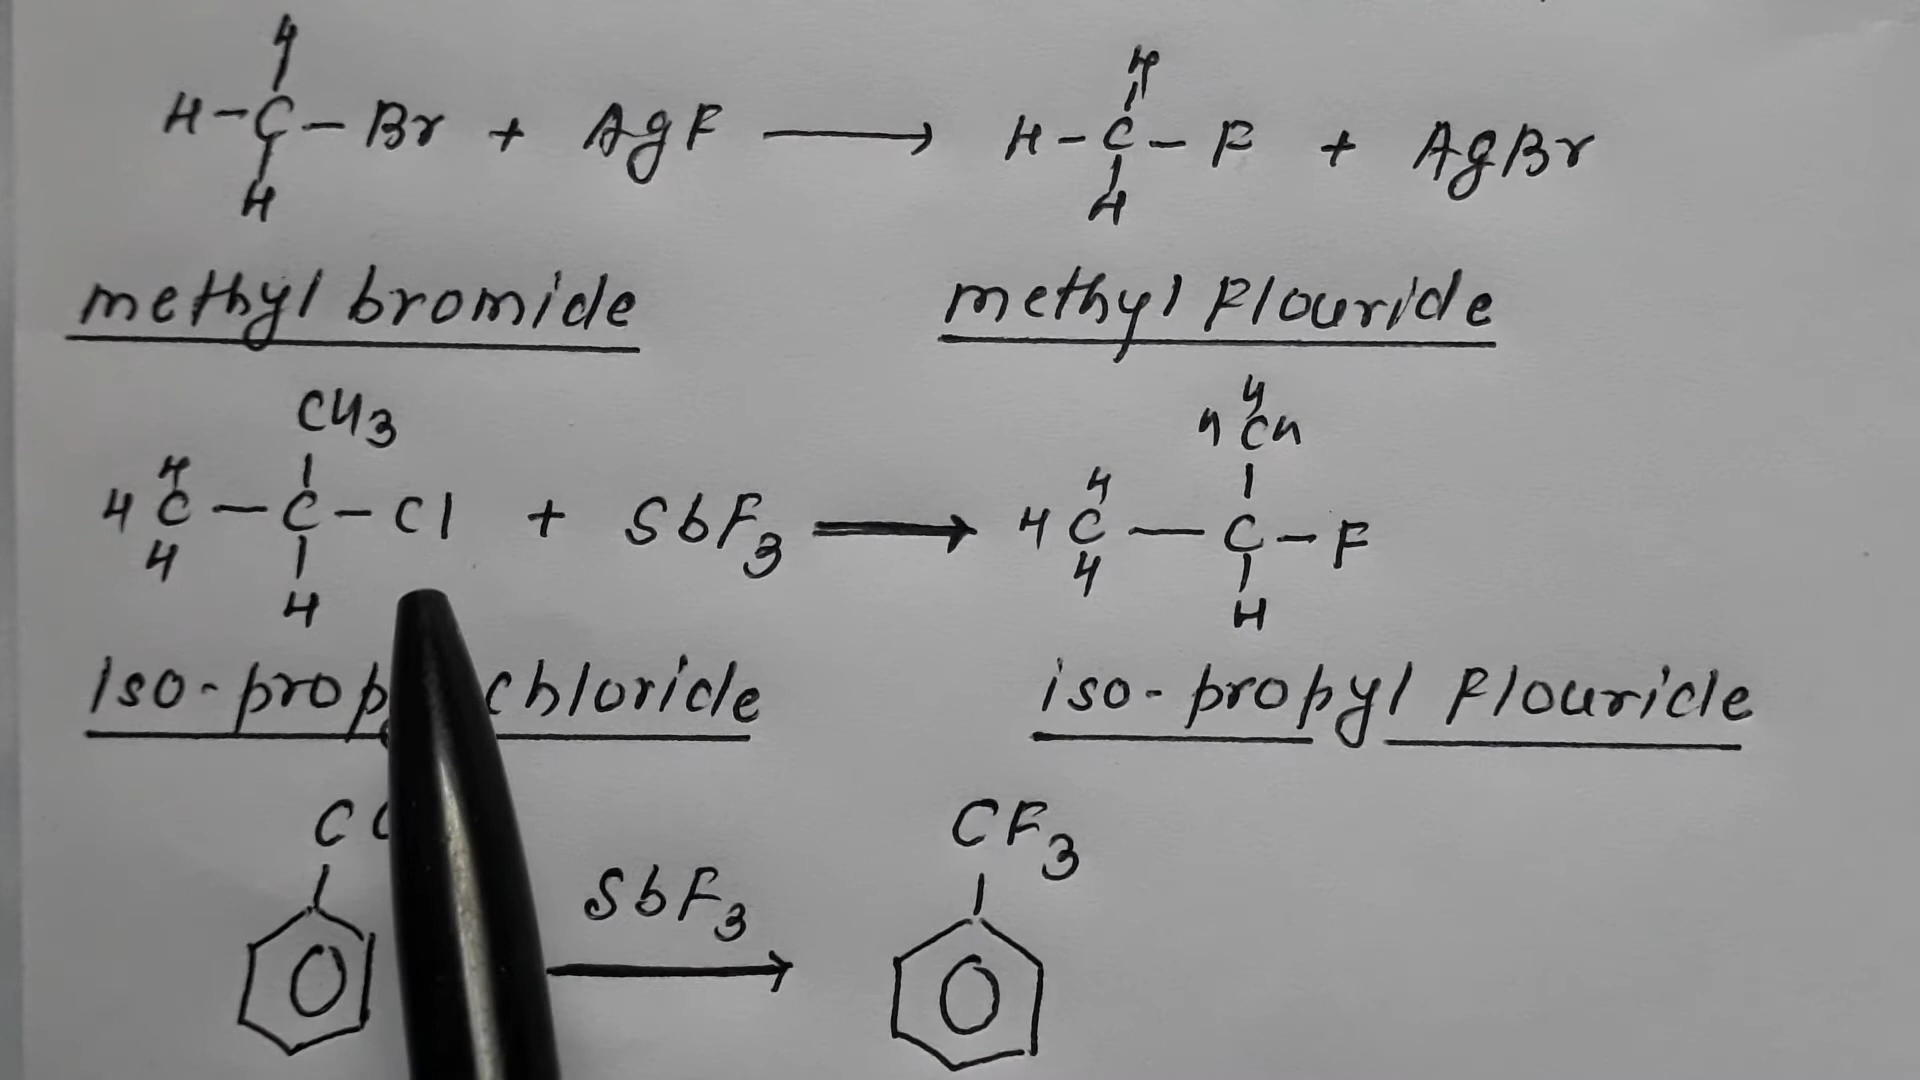 H H
H-C-Br + AgF → H-C-F + AgBr
H H
methyl bromide methyl Flouride
CH3 H
H H C H
H C - C - Cl + SbF3 → H C - C - F
H H H H
iso-prop chloride iso-propyl Flouride
C CF3
SbF3